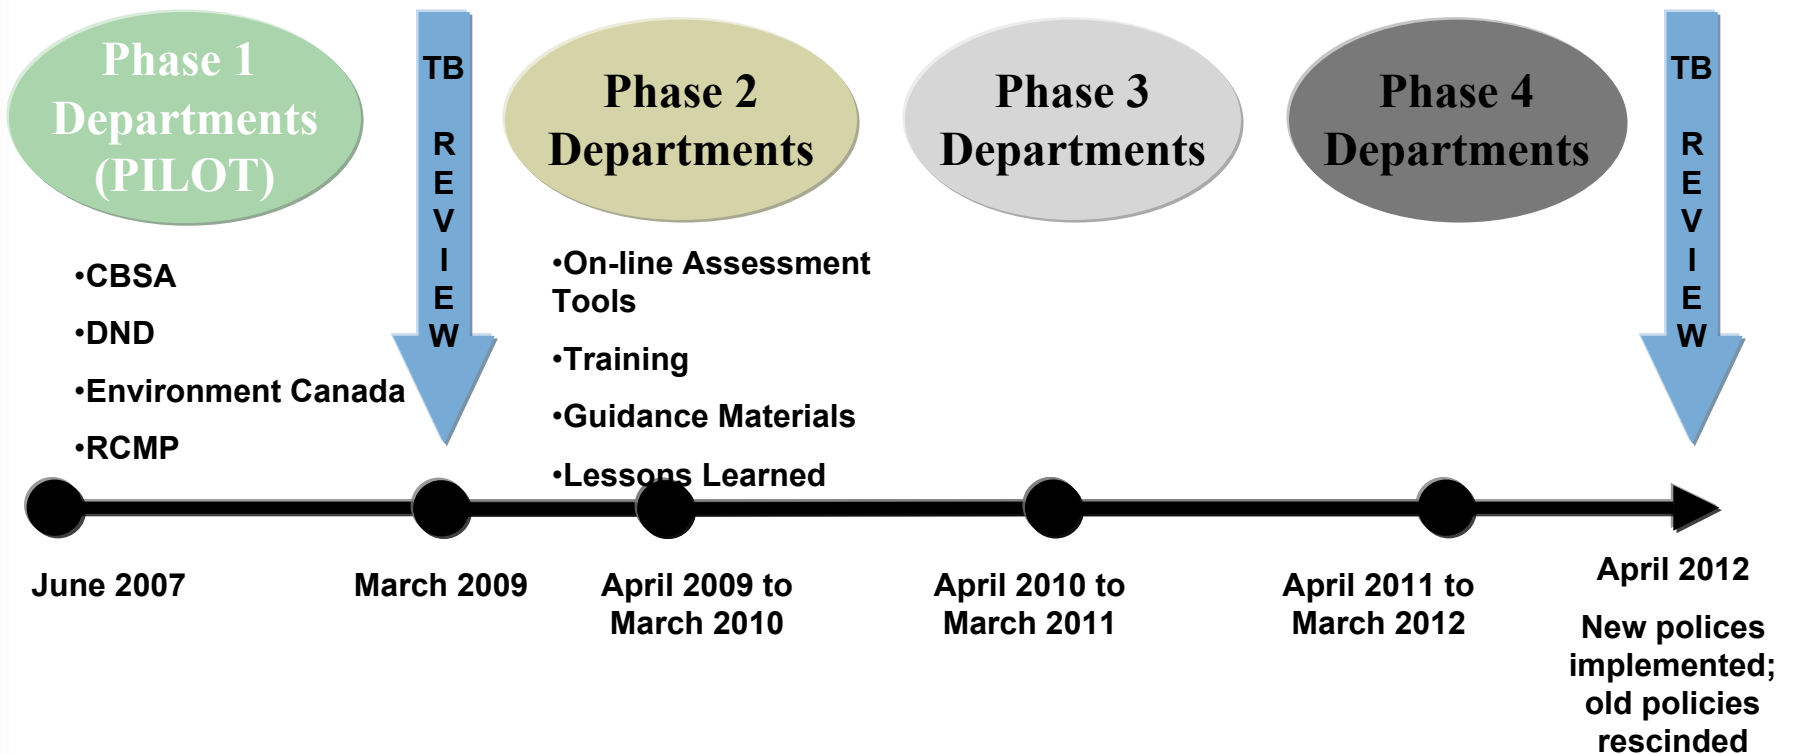 Phase 1
Departments
(PILOT)
TB
R
E
V
I
E
W
Phase 2
Departments
Phase 3
Departments
Phase 4
Departments
TB
R
E
V
I
E
W
•CBSA
•DND
•Environment Canada
•RCMP
•On-line Assessment
Tools
•Training
•Guidance Materials
•Lessons Learned
June 2007
March 2009
April 2009 to
March 2010
April 2010 to
March 2011
April 2011 to
March 2012
April 2012
New polices
implemented;
old policies
rescinded